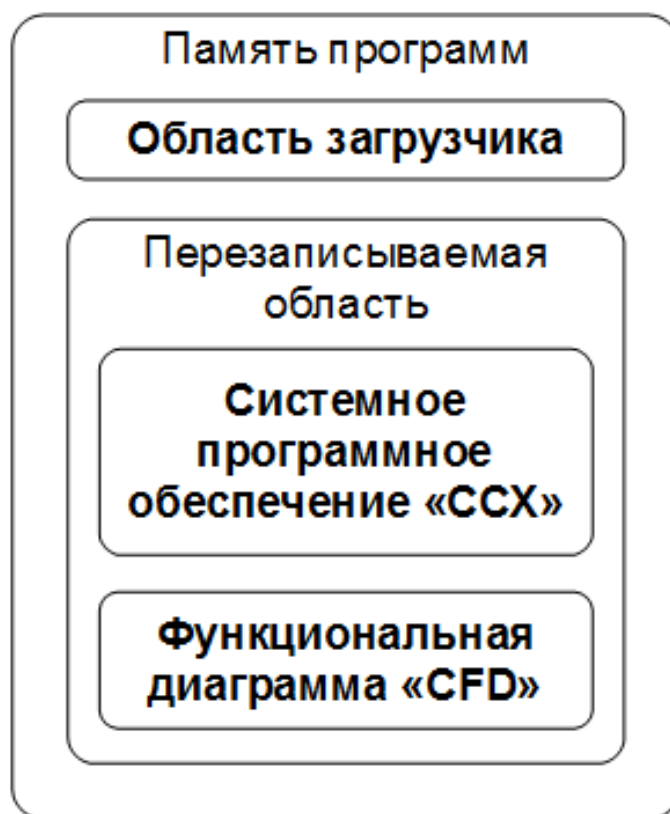 Память программ
Область загрузчика
Перезаписываемая
область
Системное
программное
обеспечение «CCX»
Функциональная
диаграмма «CFD»